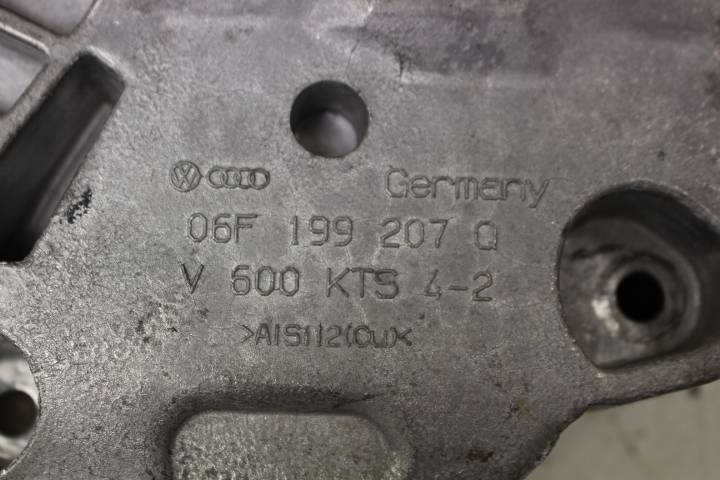 Germany
06F 199 207 Q
V 600 KTS 4-2
>AlSi12(Cu)<